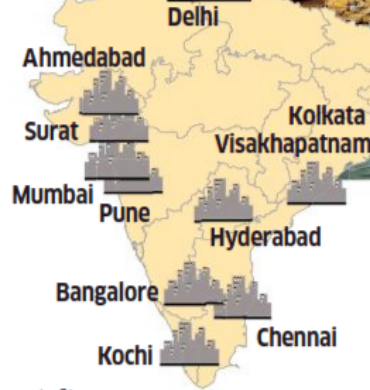 Delhi
Ahmedabad
Kolkata
Surat
Visakhapatnam
Mumbai
Pune
Hyderabad
Bangalore
Chennai
Kochi